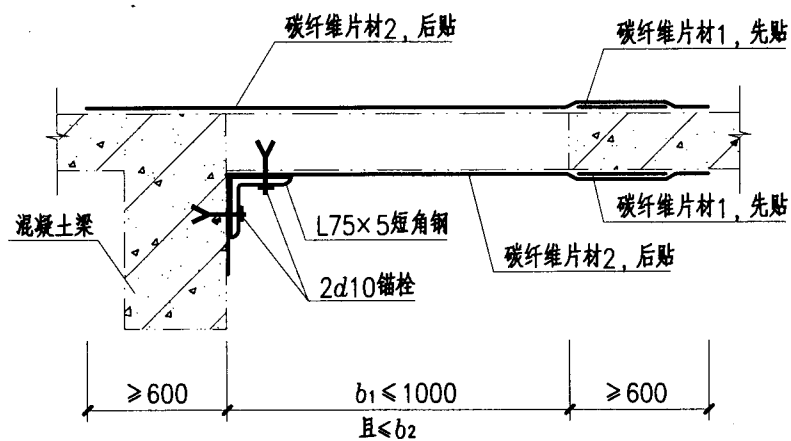 碳纤维片材2，后贴
碳纤维片材1，先贴
混凝土梁
L75×5短角钢
碳纤维片材1，先贴
碳纤维片材2，后贴
2d10锚栓
≥600
b₁≤1000
≥600
且≤b₂